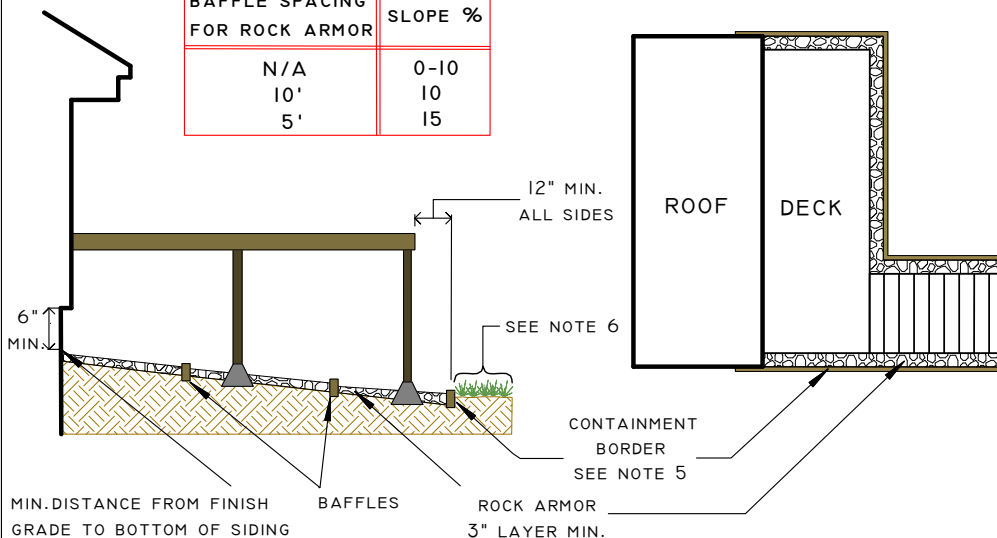 BAFFLE SPACING
FOR ROCK ARMOR
SLOPE %
N/A 0-10
10' 10
5' 15
12" MIN.
ALL SIDES
ROOF
DECK
6"
MIN.
SEE NOTE 6
CONTAINMENT
BORDER
SEE NOTE 5
MIN.DISTANCE FROM FINISH
GRADE TO BOTTOM OF SIDING
BAFFLES
ROCK ARMOR
3" LAYER MIN.